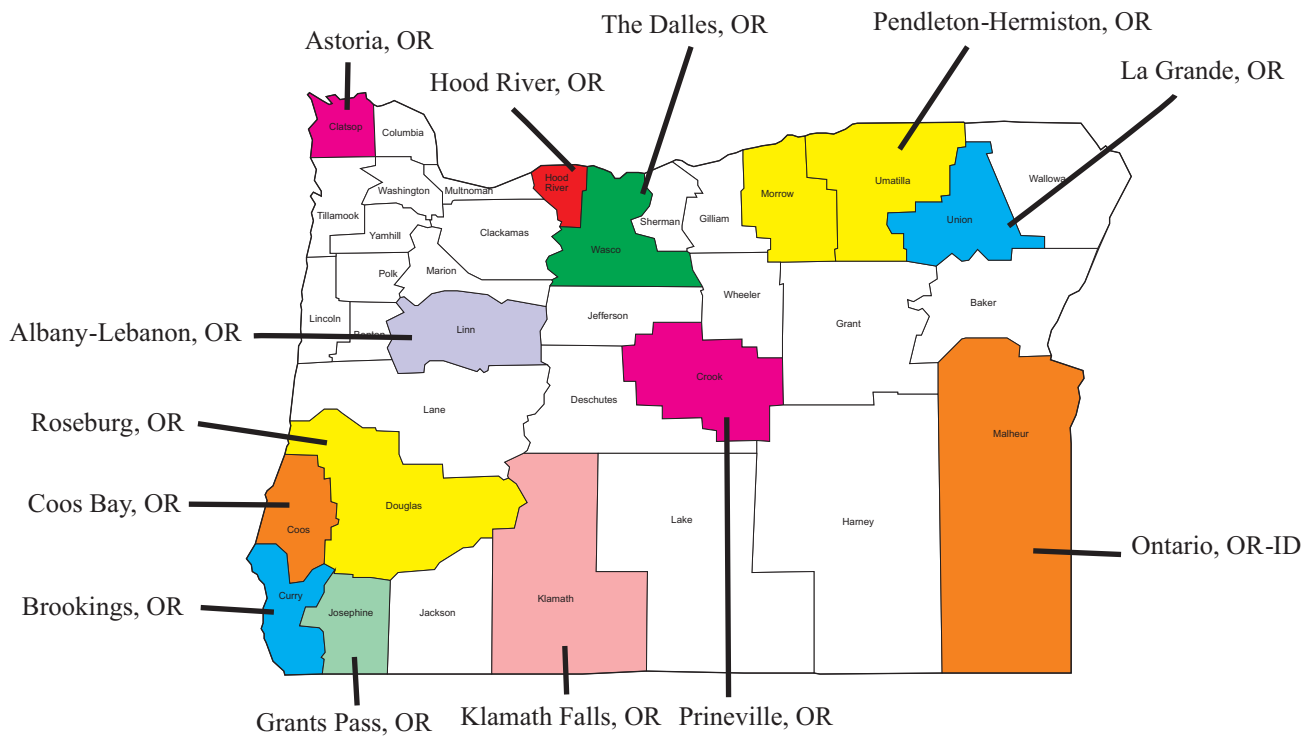 The Dalles, OR
Pendleton-Hermiston, OR
Astoria, OR
Hood River, OR
La Grande, OR
Clatsop
Columbia
Hood
River
Wallowa
Washington
Multnomah
Morrow
Umatilla
Tillamook
Sherman
Gilliam
Union
Yamhill
Clackamas
Wasco
Polk
Marion
Wheeler
Baker
Lincoln
Jefferson
Grant
Albany-Lebanon, OR
Benton
Linn
Crook
Lane
Deschutes
Roseburg, OR
Malheur
Coos Bay, OR
Douglas
Lake
Harney
Coos
Ontario, OR-ID
Brookings, OR
Curry
Josephine
Jackson
Klamath
Grants Pass, OR
Klamath Falls, OR
Prineville, OR